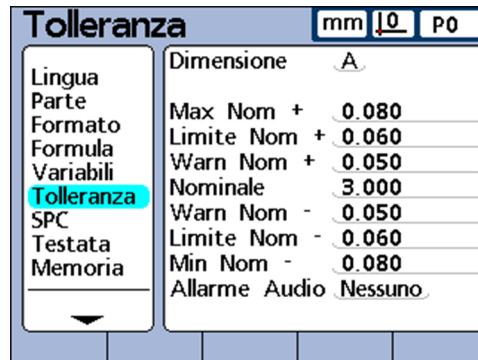 Tolleranza
mm 0 P0
Lingua
Parte
Formato
Formula
Variabili
Tolleranza
SPC
Testata
Memoria
Dimensione A
Max Nom + 0.080
Limite Nom + 0.060
Warn Nom + 0.050
Nominale 3.000
Warn Nom - 0.050
Limite Nom - 0.060
Min Nom - 0.080
Allarme Audio Nessuno